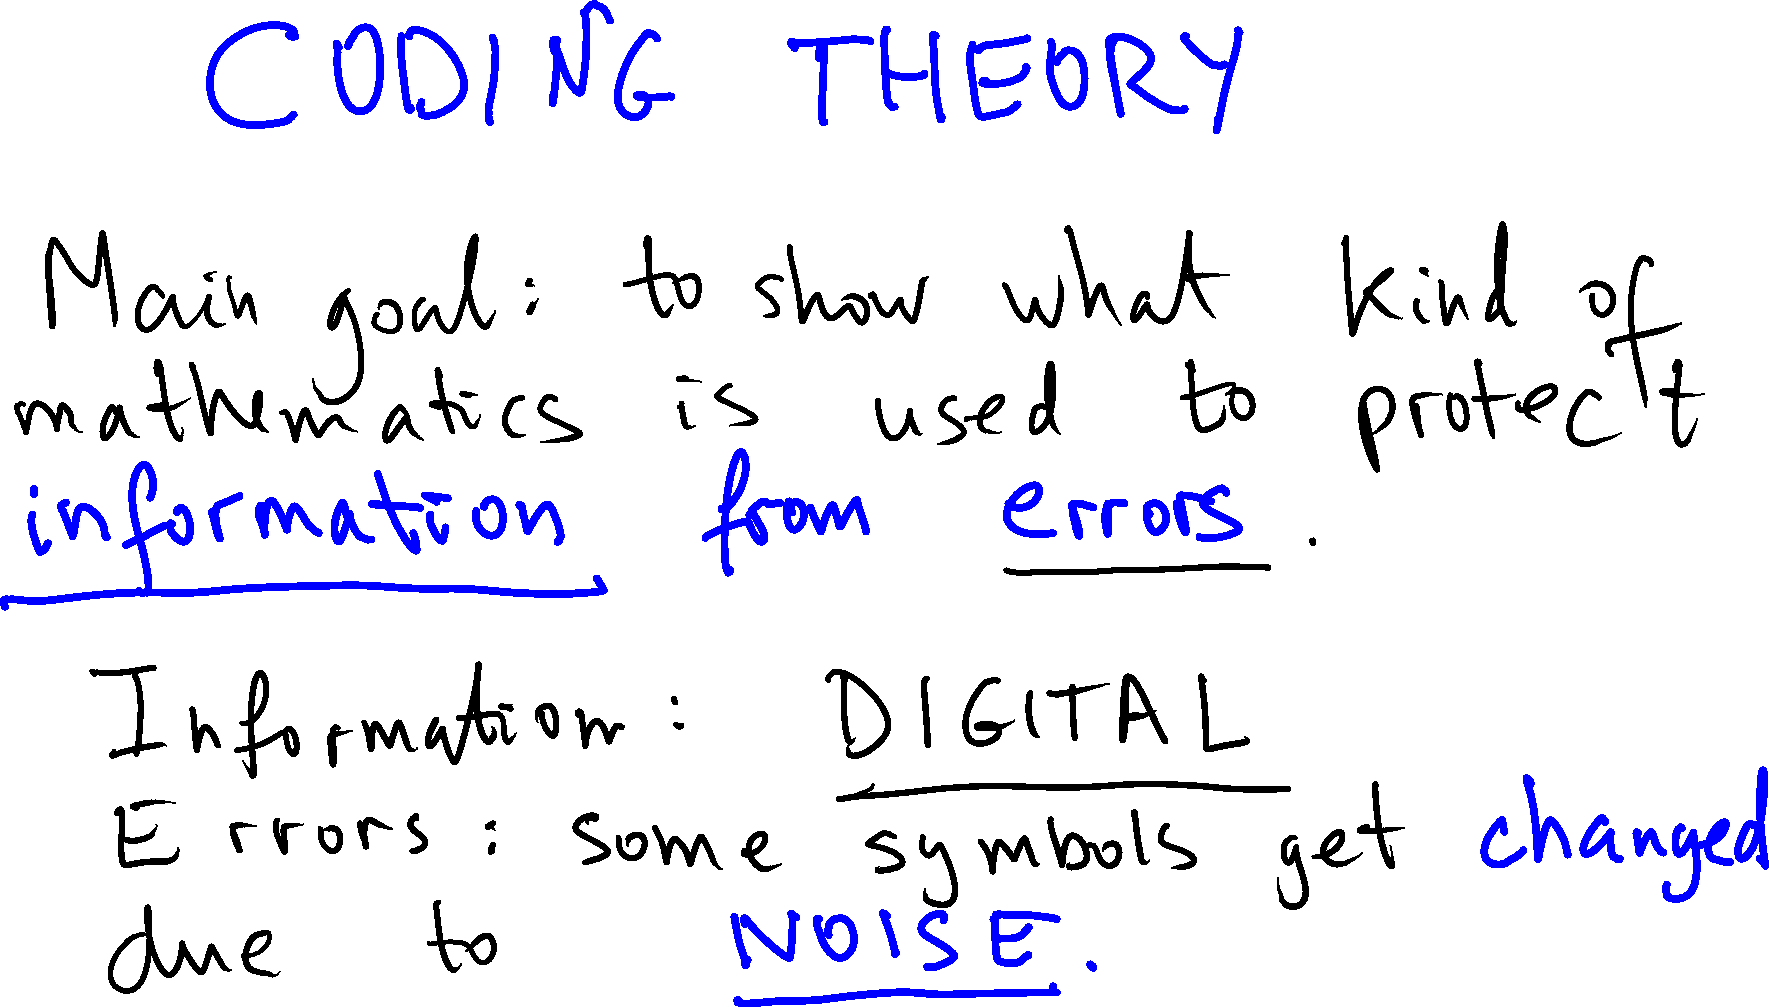 CODING THEORY
Main goal: to show what kind of
mathematics is used to protect
information from errors.
Information: DIGITAL
Errors: some symbols get changed
due to NOISE.